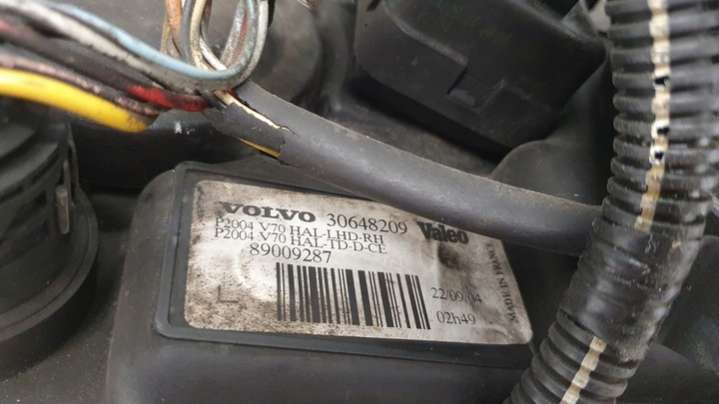 VOLVO 30648209 Valeo
P2004 V70 HAL-LHD-RH
P2004 V70 HAL-TD-D-CE
89009287
22/09/04
02h49
MADE IN FRANCE